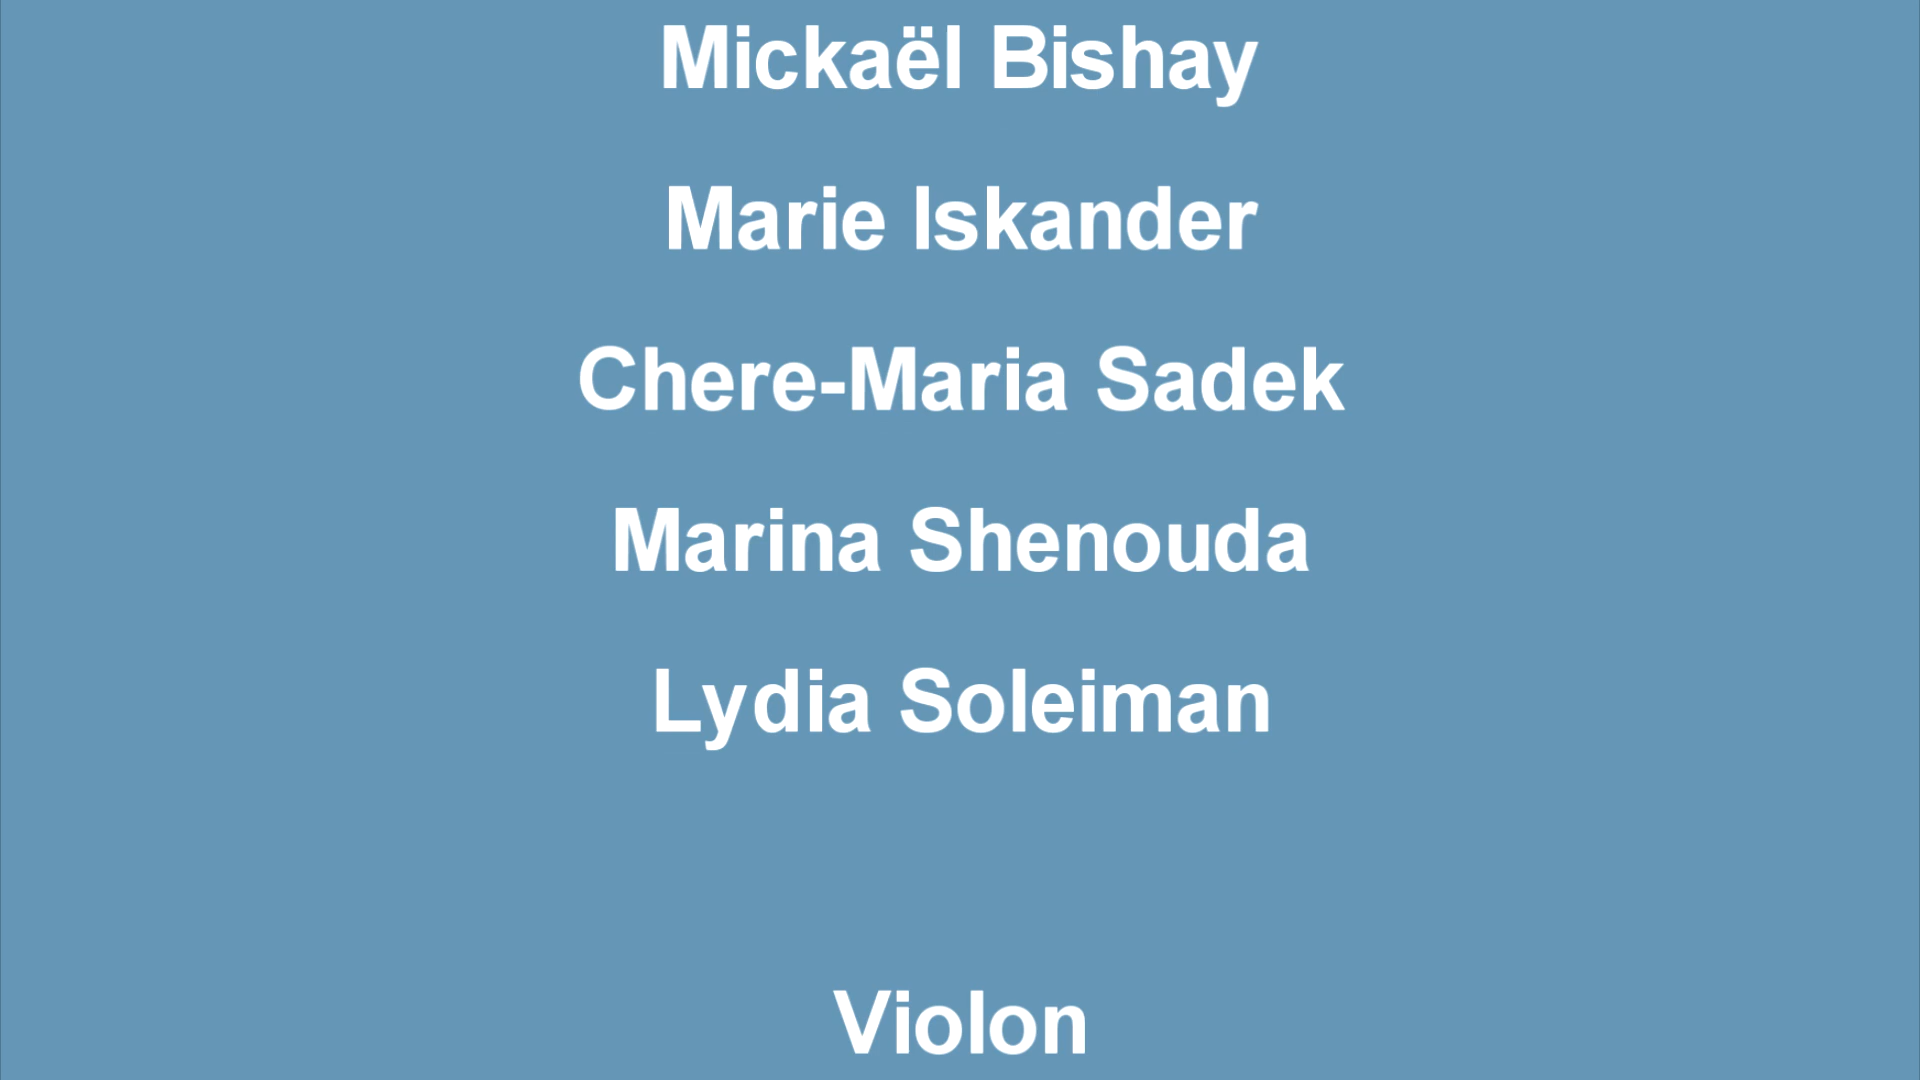 Mickaël Bishay
Marie Iskander
Chere-Maria Sadek
Marina Shenouda
Lydia Soleiman
Violon